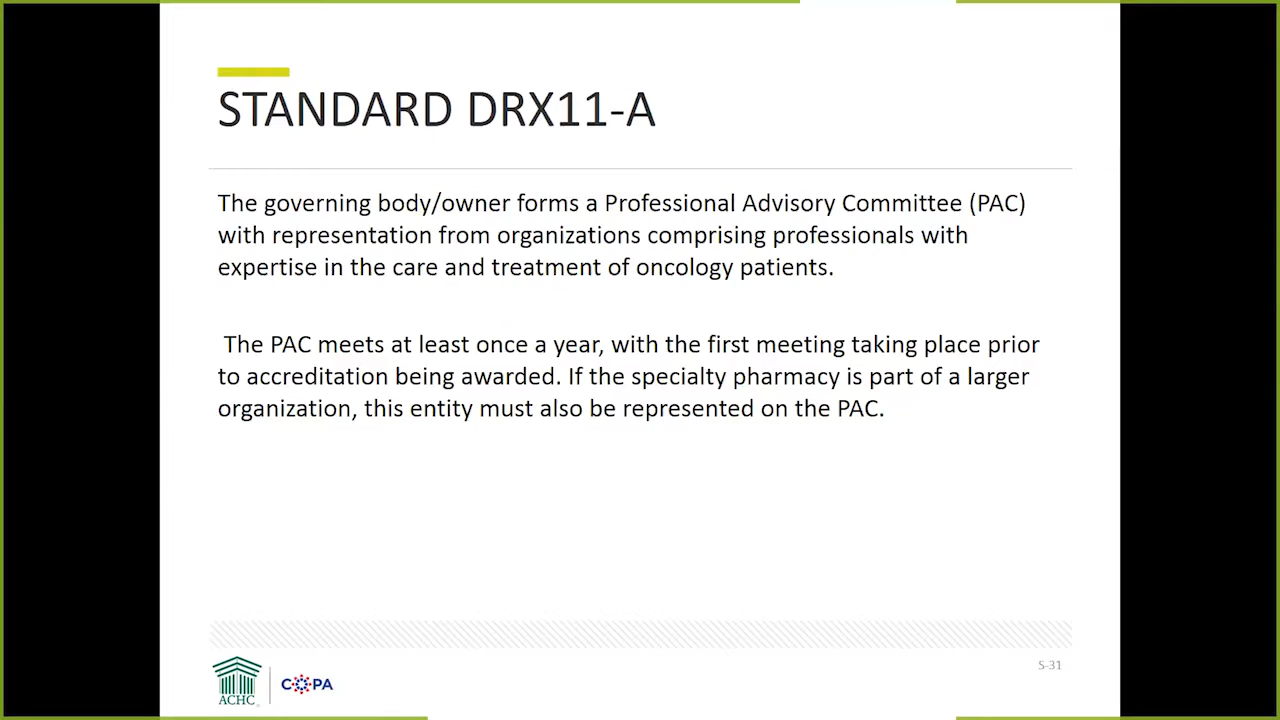 STANDARD DRX11-A
The governing body/owner forms a Professional Advisory Committee (PAC)
with representation from organizations comprising professionals with
expertise in the care and treatment of oncology patients.
The PAC meets at least once a year, with the first meeting taking place prior
to accreditation being awarded. If the specialty pharmacy is part of a larger
organization, this entity must also be represented on the PAC.
S-31
ACHC
COPA